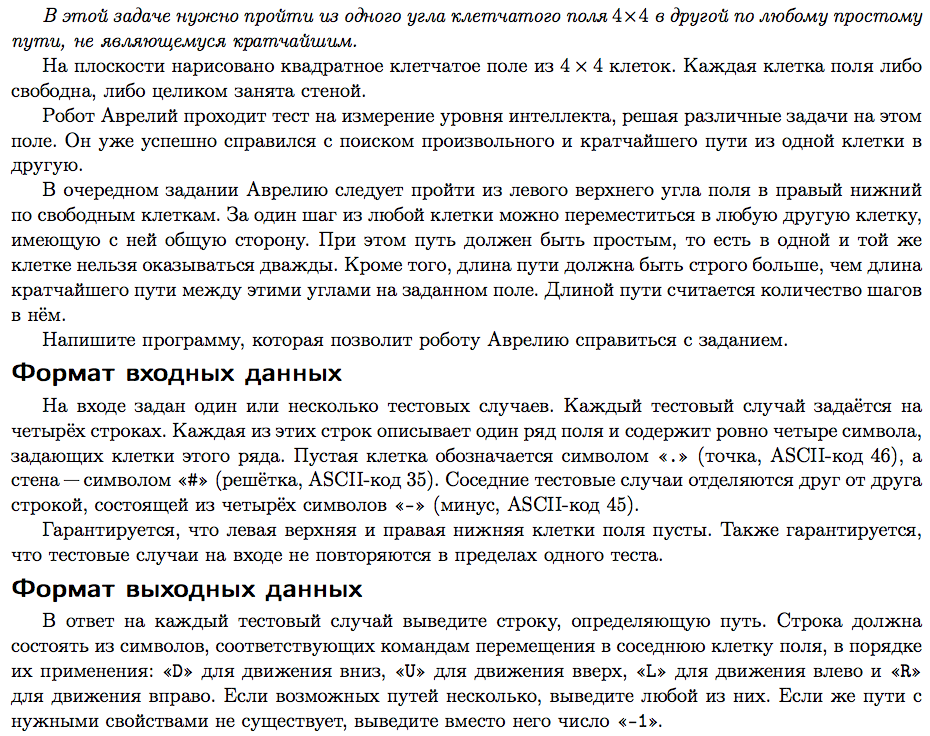 В этой задаче нужно пройти из одного угла клетчатого поля 4×4 в другой по любому простому
пути, не являющемуся кратчайшим.
На плоскости нарисовано квадратное клетчатое поле из 4 × 4 клеток. Каждая клетка поля либо
свободна, либо целиком занята стеной.
Робот Аврелий проходит тест на измерение уровня интеллекта, решая различные задачи на этом
поле. Он уже успешно справился с поиском произвольного и кратчайшего пути из одной клетки в
другую.
В очередном задании Аврелию следует пройти из левого верхнего угла поля в правый нижний
по свободным клеткам. За один шаг из любой клетки можно переместиться в любую другую клетку,
имеющую с ней общую сторону. При этом путь должен быть простым, то есть в одной и той же
клетке нельзя оказываться дважды. Кроме того, длина пути должна быть строго больше, чем длина
кратчайшего пути между этими углами на заданном поле. Длиной пути считается количество шагов
в нём.
Напишите программу, которая позволит роботу Аврелию справиться с заданием.
Формат входных данных
На входе задан один или несколько тестовых случаев. Каждый тестовый случай задаётся на
четырёх строках. Каждая из этих строк описывает один ряд поля и содержит ровно четыре символа,
задающих клетки этого ряда. Пустая клетка обозначается символом «.» (точка, ASCII-код 46), а
стена — символом «#» (решётка, ASCII-код 35). Соседние тестовые случаи отделяются друг от друга
строкой, состоящей из четырёх символов «-» (минус, ASCII-код 45).
Гарантируется, что левая верхняя и правая нижняя клетки поля пусты. Также гарантируется,
что тестовые случаи на входе не повторяются в пределах одного теста.
Формат выходных данных
В ответ на каждый тестовый случай выведите строку, определяющую путь. Строка должна
состоять из символов, соответствующих командам перемещения в соседнюю клетку поля, в порядке
их применения: «D» для движения вниз, «U» для движения вверх, «L» для движения влево и «R»
для движения вправо. Если возможных путей несколько, выведите любой из них. Если же пути с
нужными свойствами не существует, выведите вместо него число «-1».